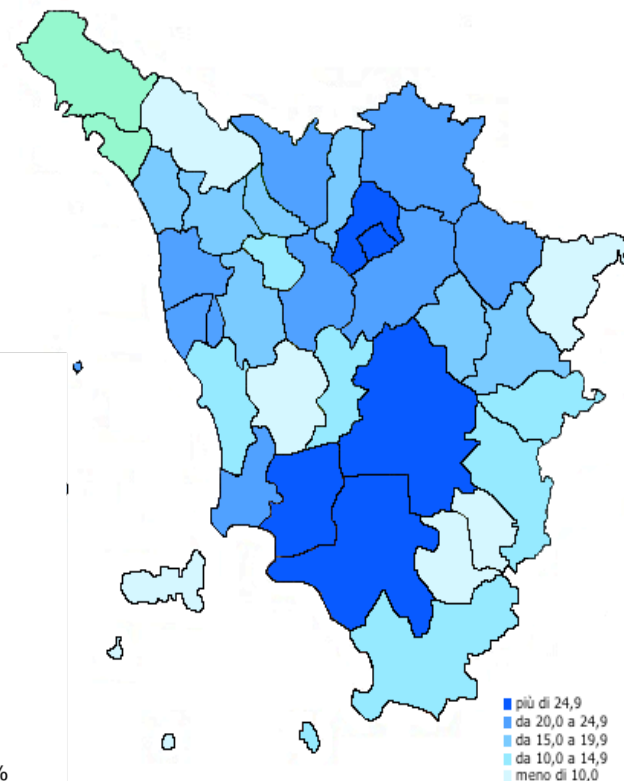 più di 24,9
da 20,0 a 24,9
da 15,0 a 19,9
da 10,0 a 14,9
meno di 10,0
%